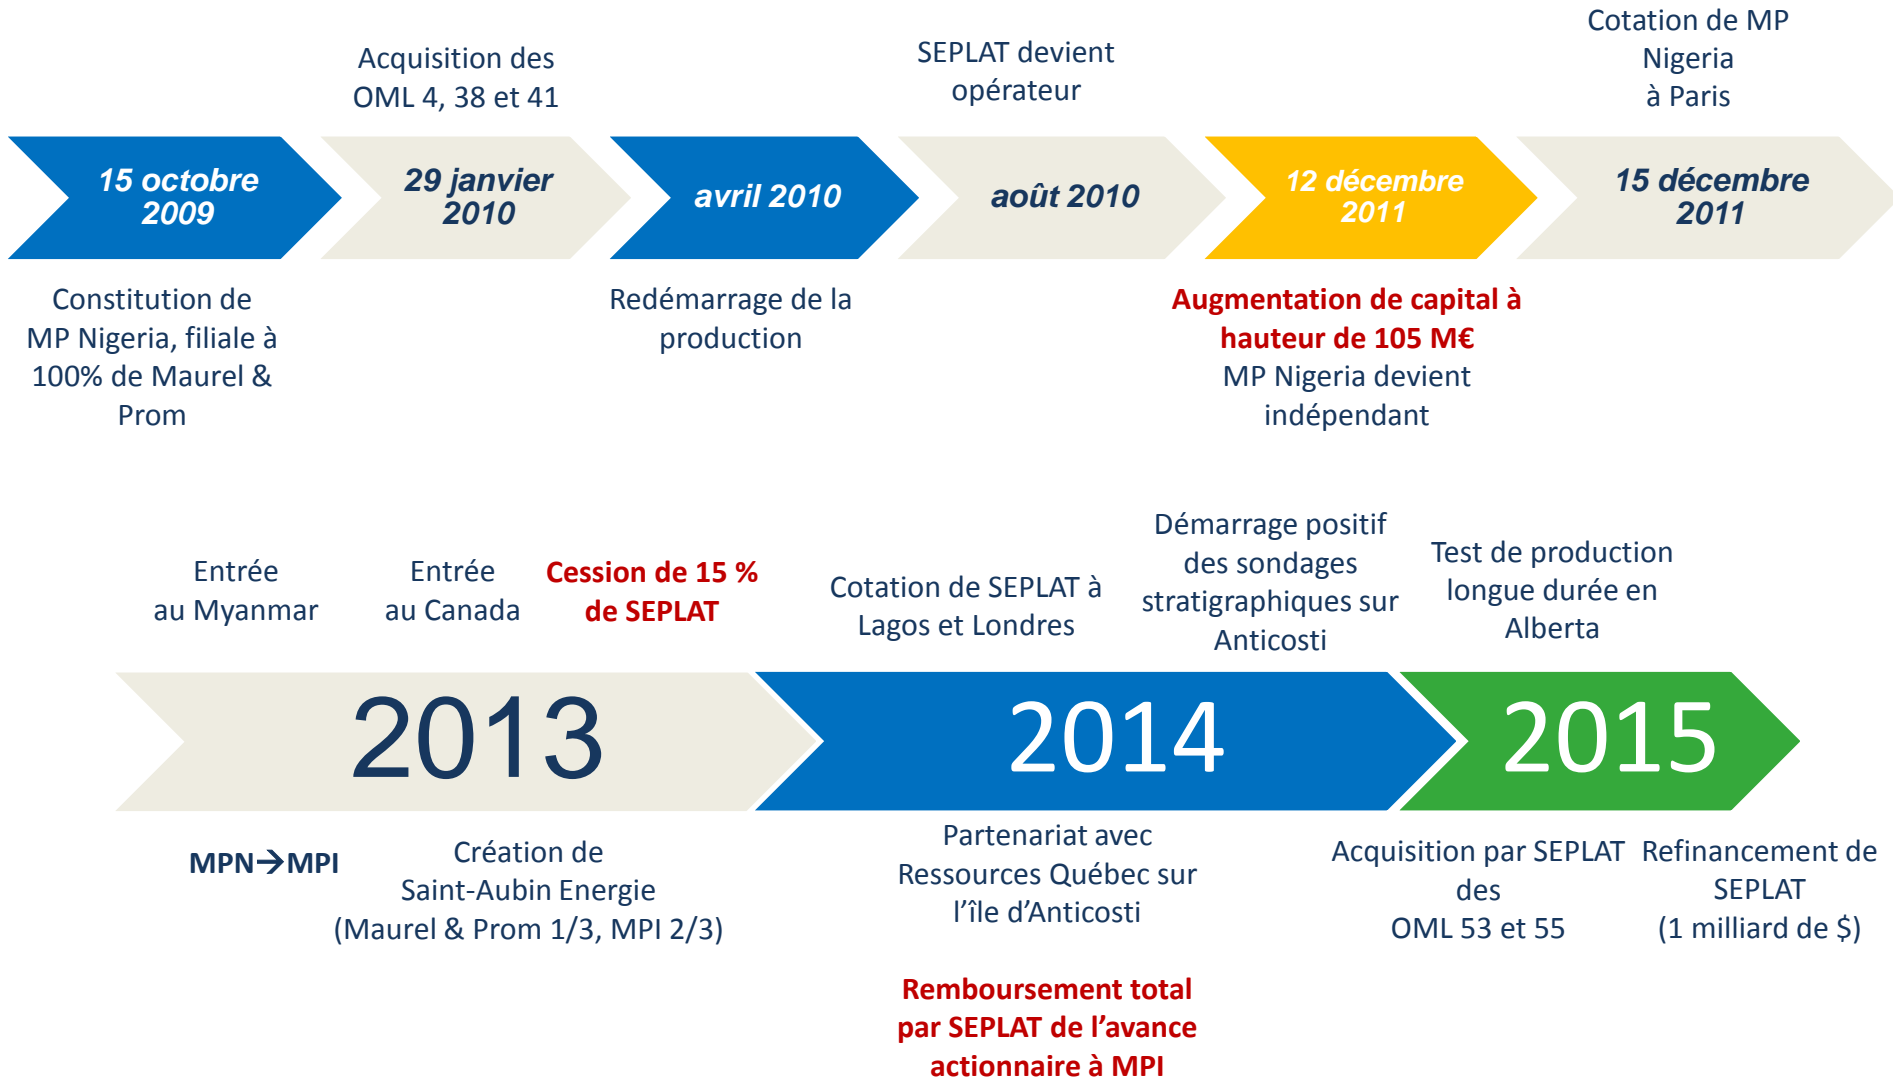 Acquisition des
OML 4, 38 et 41
SEPLAT devient
opérateur
Cotation de MP
Nigeria
à Paris
15 octobre
2009
29 janvier
2010
avril 2010
août 2010
12 décembre
2011
15 décembre
2011
Constitution de
MP Nigeria, filiale à
100% de Maurel &
Prom
Redémarrage de la
production
Augmentation de capital à
hauteur de 105 M€
MP Nigeria devient
indépendant
Entrée
au Myanmar
Entrée
au Canada
Cession de 15 %
de SEPLAT
Cotation de SEPLAT à
Lagos et Londres
Démarrage positif
des sondages
stratigraphiques sur
Anticosti
Test de production
longue durée en
Alberta
2013
2014
2015
MPN→MPI
Création de
Saint-Aubin Energie
(Maurel & Prom 1/3, MPI 2/3)
Partenariat avec
Ressources Québec sur
l’île d’Anticosti
Remboursement total
par SEPLAT de l’avance
actionnaire à MPI
Acquisition par SEPLAT
des
OML 53 et 55
Refinancement de
SEPLAT
(1 milliard de $)